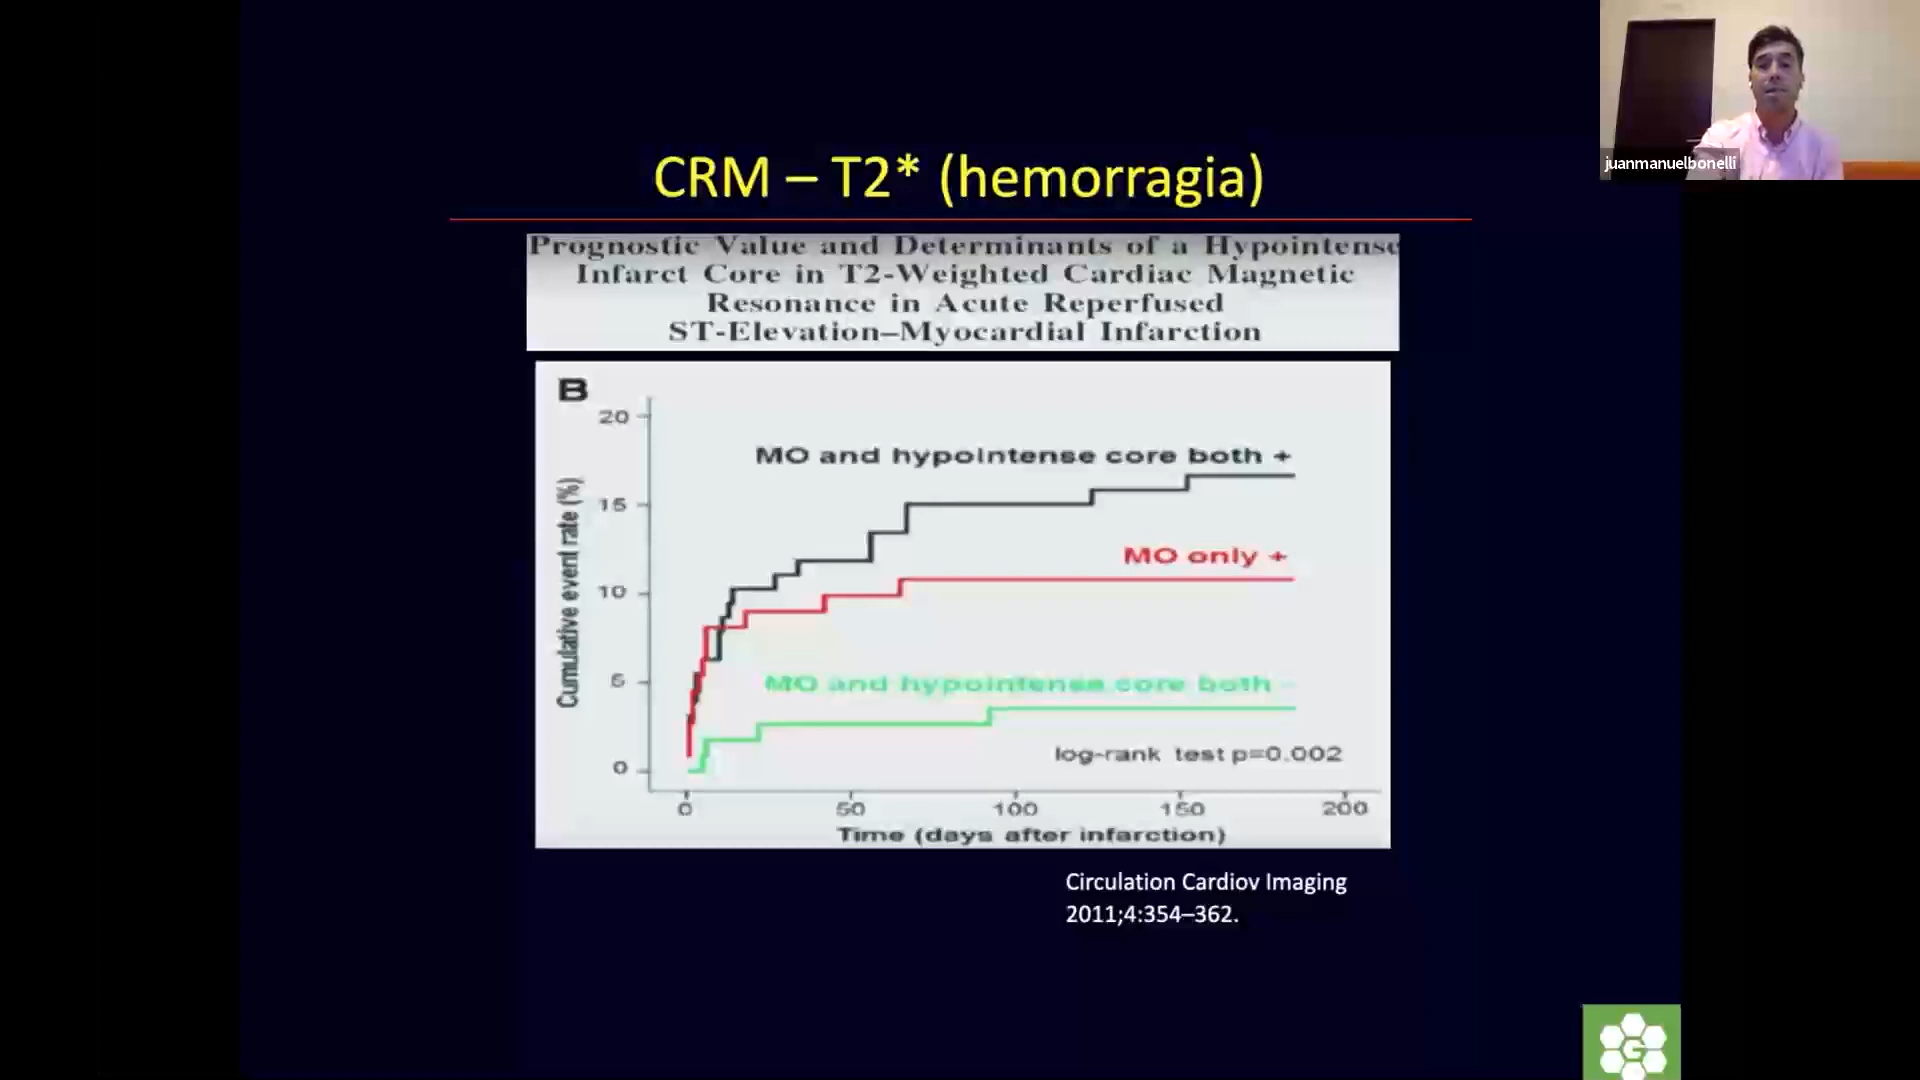 juanmanuelbonelli
CRM – T2* (hemorragia)
Prognostic Value and Determinants of a Hypointense
Infarct Core in T2-Weighted Cardiac Magnetic
Resonance in Acute Reperfused
ST-Elevation–Myocardial Infarction
B
Cumulative event rate (%)
20
15
10
5
0
MO and hypointense core both +
MO only +
MO and hypointense core both -
log-rank test p=0.002
0 50 100 150 200
Time (days after infarction)
Circulation Cardiov Imaging
2011;4:354–362.
G